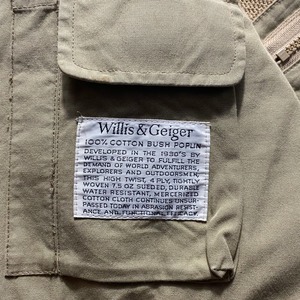 Willis & Geiger
100% COTTON BUSH POPLIN
DEVELOPED IN THE 1930'S BY
WILLIS & GEIGER TO FULFILL THE
DEMAND OF WORLD ADVENTURERS,
EXPLORERS AND OUTDOORSMEN,
THIS HIGH TWIST, 4 PLY, TIGHTLY
WOVEN 7.5 OZ SUEDED, DURABLE
WATER RESISTANT, MERCERIZED
COTTON CLOTH CONTINUES UNSUR-
PASSED TODAY IN ABRASION RESIST-
ANCE AND FUNCTIONAL EFFICACY.